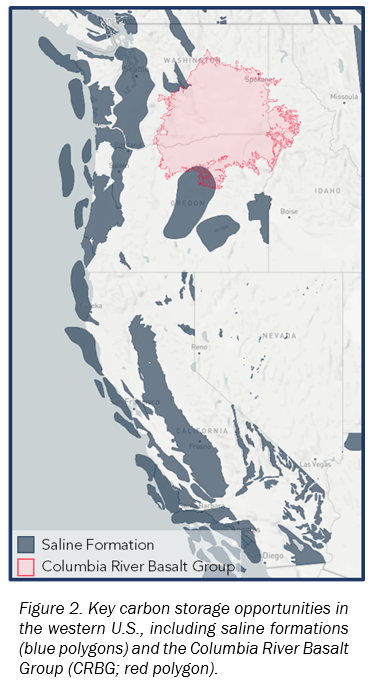 WASHINGTON
Spokane
Missoula
OREGON
IDAHO
Boise
NEVADA
Reno
CALIFORNIA
Fresno
Las Vegas
Diego
Saline Formation
Columbia River Basalt Group
Figure 2. Key carbon storage opportunities in
the western U.S., including saline formations
(blue polygons) and the Columbia River Basalt
Group (CRBG; red polygon).